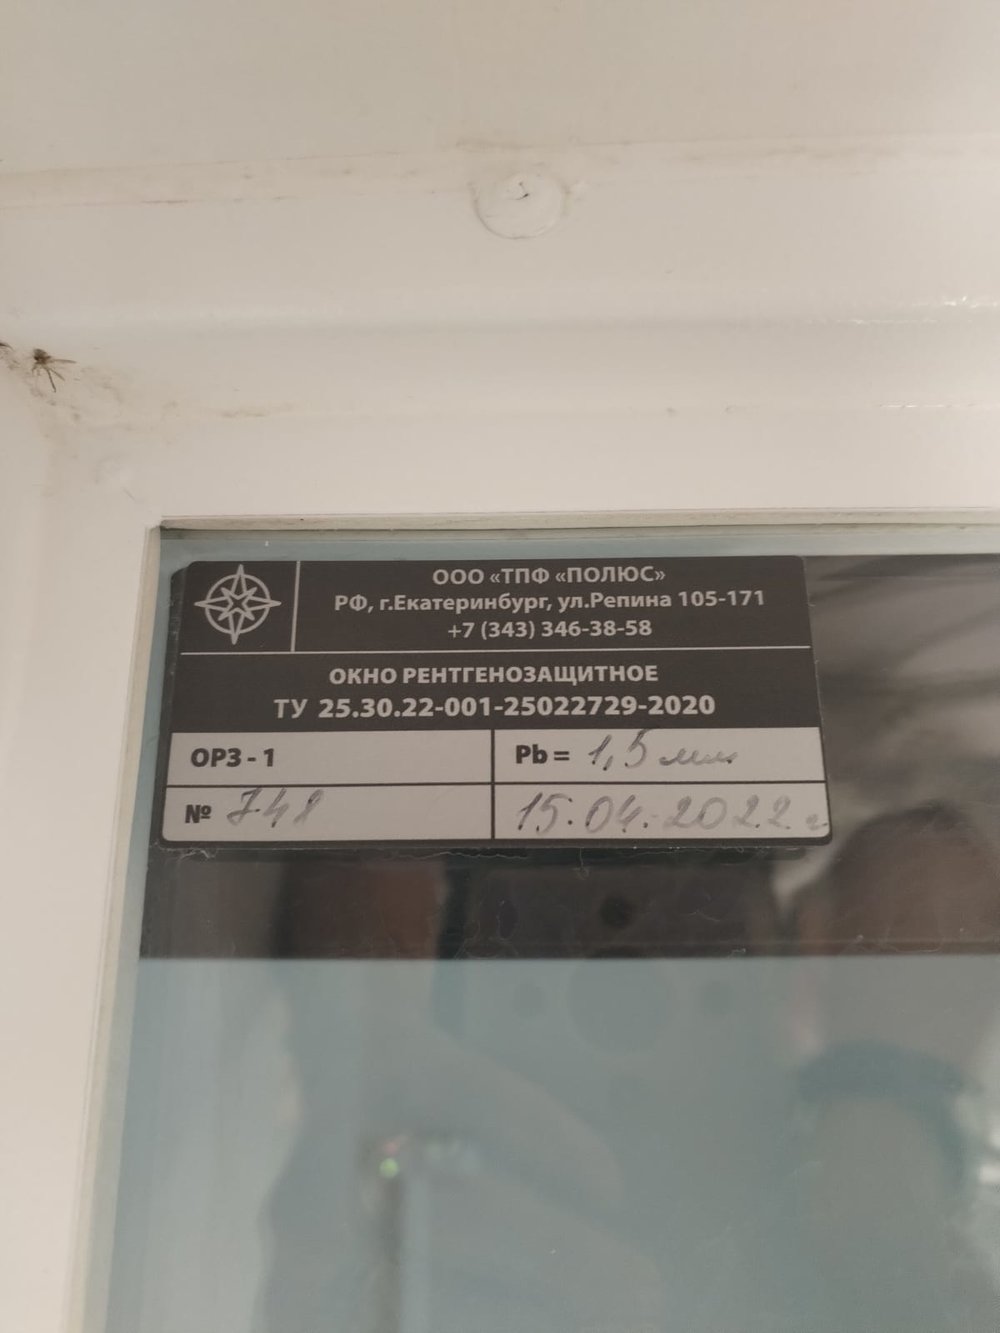 ООО «ТПФ «ПОЛЮС»
РФ, г.Екатеринбург, ул.Репина 105-171
+7 (343) 346-38-58
ОКНО РЕНТГЕНОЗАЩИТНОЕ
ТУ 25.30.22-001-25022729-2020
ОРЗ - 1
Pb = 1,5 мм
№ 748
15.04.2022 г